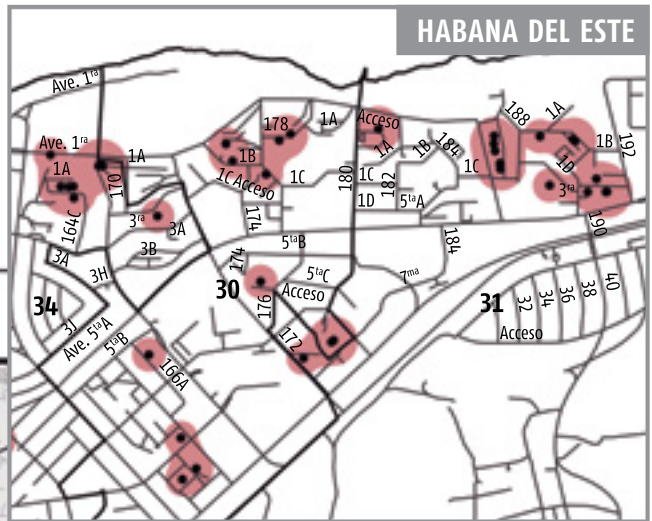 HABANA DEL ESTE
Ave. 1ra
Ave. 1ra
1A
1A
170
164C
3ra
3A
3A
3B
3H
34
3J
Ave. 5taA
5taB
166A
178
1A
1B
1C Acceso
1C
174
174
5taB
5taC
Acceso
30
176
172
180
Acceso
1A
1B
184
1C
182
1D
5taA
1C
184
7ma
188
1A
1B
192
1D
3ra
190
31
32
34
36
38
40
Acceso